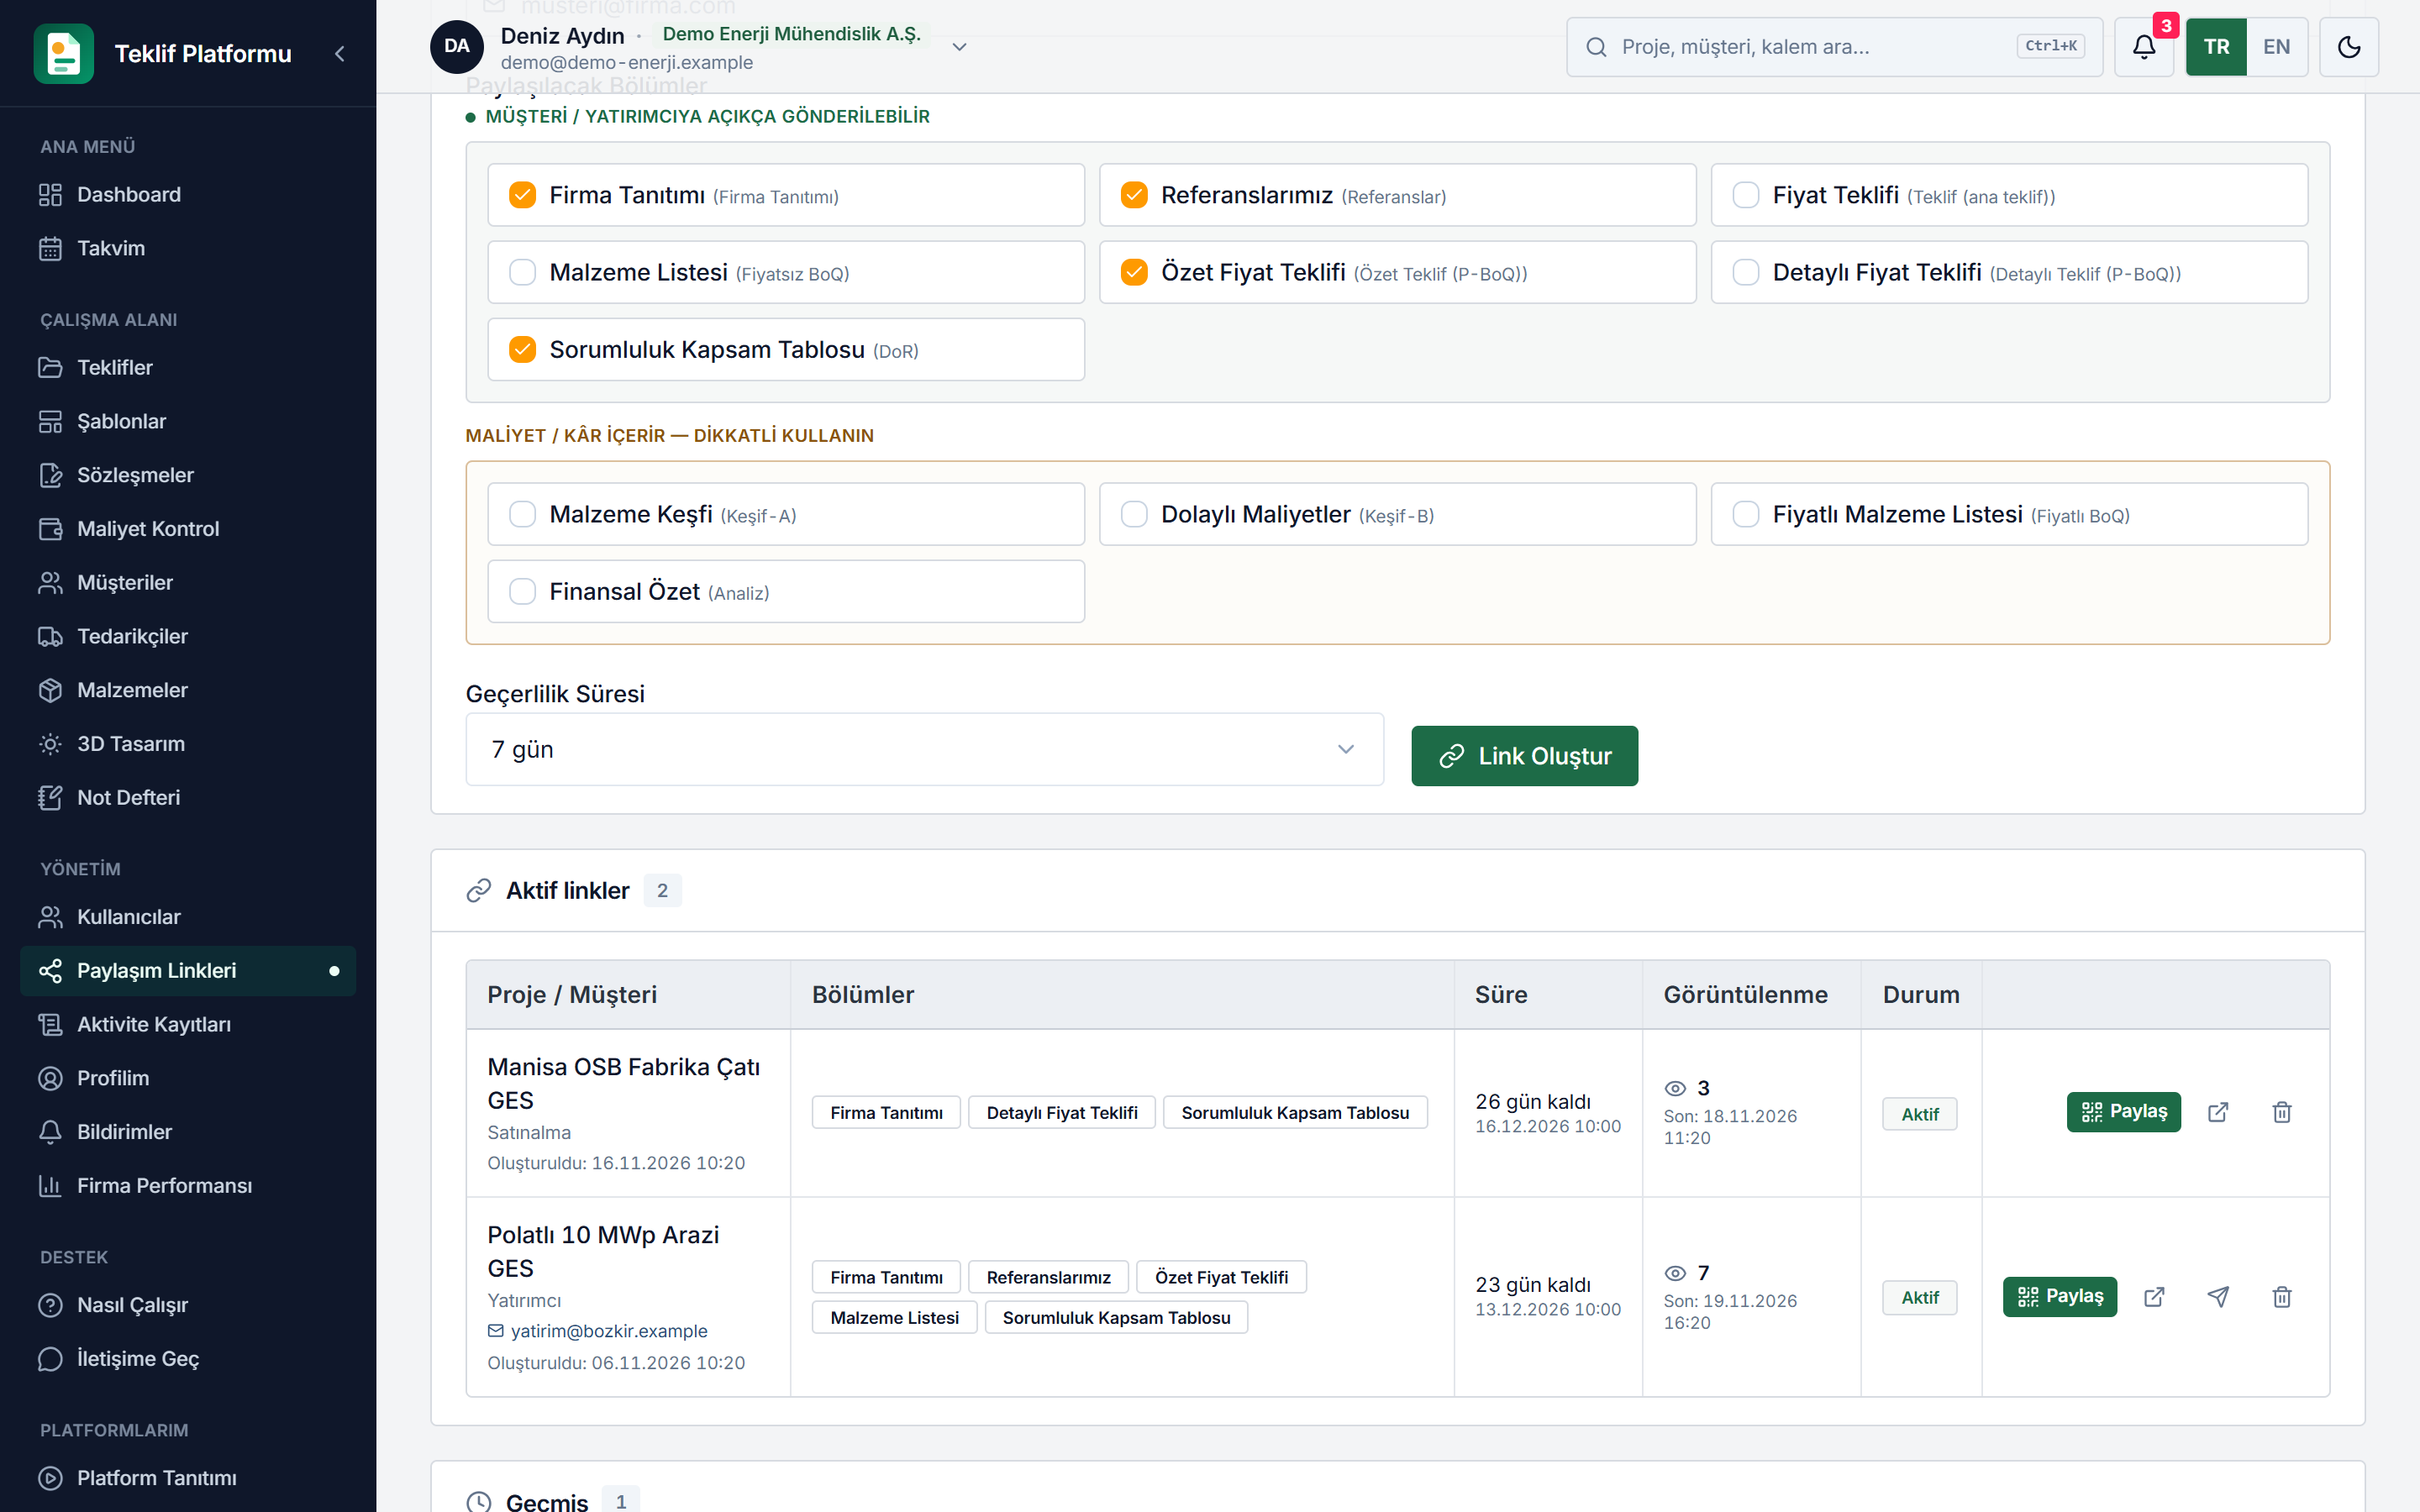 Teklif Platformu
ANA MENÜ
Dashboard
Takvim
ÇALIŞMA ALANI
Teklifler
Şablonlar
Sözleşmeler
Maliyet Kontrol
Müşteriler
Tedarikçiler
Malzemeler
3D Tasarım
Not Defteri
YÖNETİM
Kullanıcılar
Paylaşım Linkleri
Aktivite Kayıtları
Profilim
Bildirimler
Firma Performansı
DESTEK
Nasıl Çalışır
İletişime Geç
PLATFORMLARIM
Platform Tanıtımı
musteri@firma.com
DA
Deniz Aydın · Demo Enerji Mühendislik A.Ş.
demo@demo-enerji.example
Proje, müşteri, kalem ara... Ctrl+K
3
TR EN
Paylaşılacak Bölümler
MÜŞTERİ / YATIRIMCIYA AÇIKÇA GÖNDERİLEBİLİR
Firma Tanıtımı (Firma Tanıtımı)
Referanslarımız (Referanslar)
Fiyat Teklifi (Teklif (ana teklif))
Malzeme Listesi (Fiyatsız BoQ)
Özet Fiyat Teklifi (Özet Teklif (P-BoQ))
Detaylı Fiyat Teklifi (Detaylı Teklif (P-BoQ))
Sorumluluk Kapsam Tablosu (DoR)
MALİYET / KÂR İÇERİR — DİKKATLİ KULLANIN
Malzeme Keşfi (Keşif-A)
Dolaylı Maliyetler (Keşif-B)
Fiyatlı Malzeme Listesi (Fiyatlı BoQ)
Finansal Özet (Analiz)
Geçerlilik Süresi
7 gün
Link Oluştur
Aktif linkler 2
Proje / Müşteri Bölümler Süre Görüntülenme Durum
Manisa OSB Fabrika Çatı
GES
Satınalma
Oluşturuldu: 16.11.2026 10:20
Firma Tanıtımı Detaylı Fiyat Teklifi Sorumluluk Kapsam Tablosu
26 gün kaldı
16.12.2026 10:00
3
Son: 18.11.2026
11:20
Aktif
Paylaş
Polatlı 10 MWp Arazi
GES
Yatırımcı
yatirim@bozkir.example
Oluşturuldu: 06.11.2026 10:20
Firma Tanıtımı Referanslarımız Özet Fiyat Teklifi
Malzeme Listesi Sorumluluk Kapsam Tablosu
23 gün kaldı
13.12.2026 10:00
7
Son: 19.11.2026
16:20
Aktif
Paylaş
Geçmiş 1